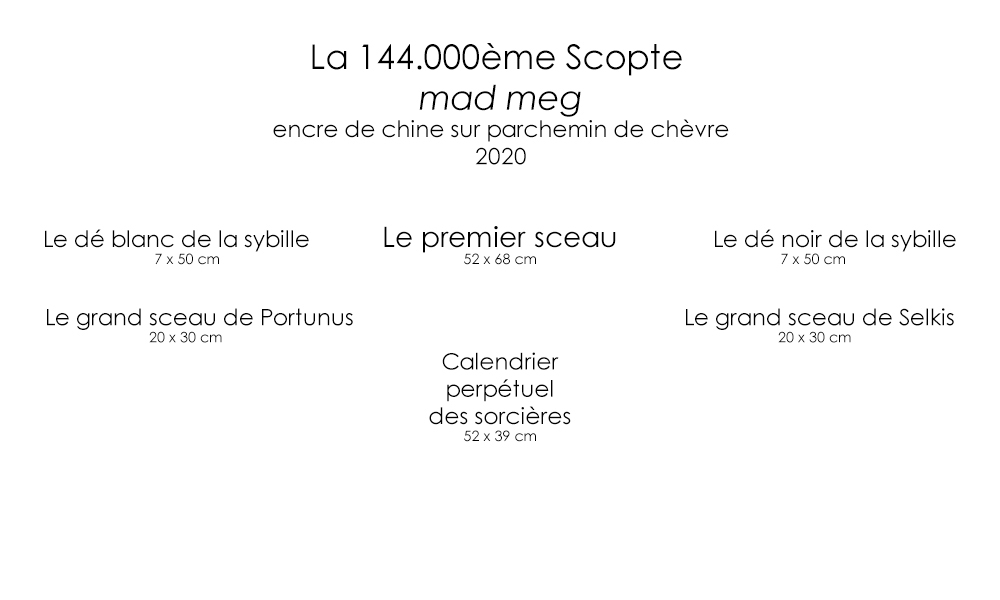 La 144.000ème Scopte
mad meg
encre de chine sur parchemin de chèvre
2020
Le dé blanc de la sybille
7 x 50 cm
Le premier sceau
52 x 68 cm
Le dé noir de la sybille
7 x 50 cm
Le grand sceau de Portunus
20 x 30 cm
Le grand sceau de Selkis
20 x 30 cm
Calendrier
perpétuel
des sorcières
52 x 39 cm